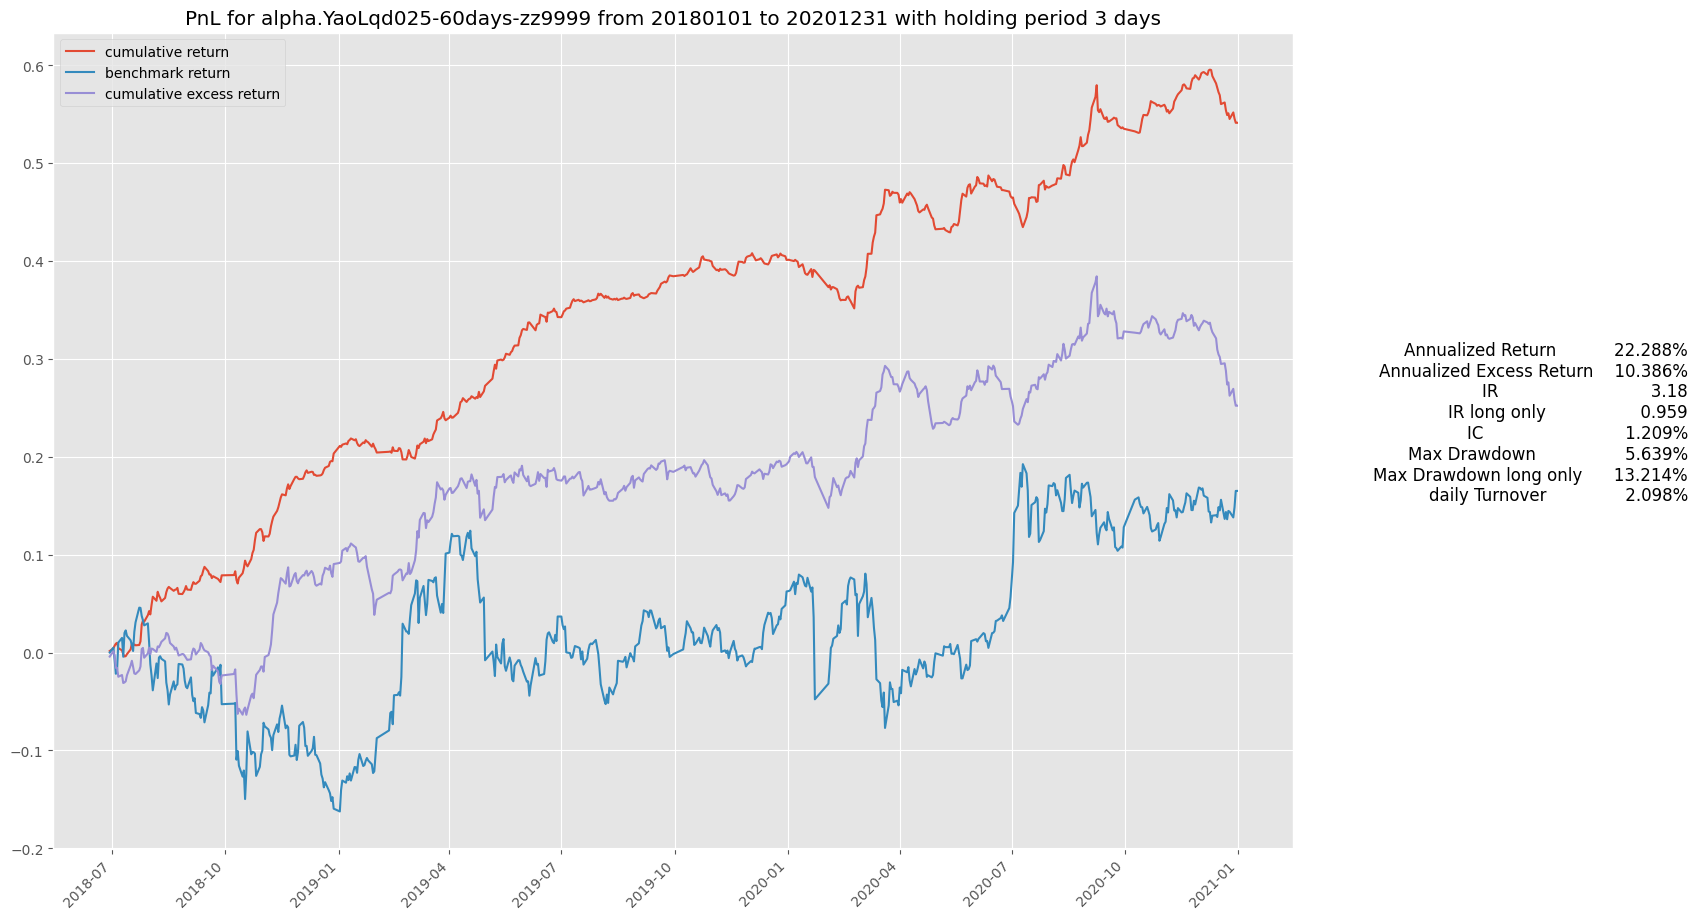 PnL for alpha.YaoLqd025-60days-zz9999 from 20180101 to 20201231 with holding period 3 days
cumulative return
benchmark return
cumulative excess return
0.6
0.5
0.4
0.3
0.2
0.1
0.0
−0.1
−0.2
2018-07
2018-10
2019-01
2019-04
2019-07
2019-10
2020-01
2020-04
2020-07
2020-10
2021-01
Annualized Return 22.288%
Annualized Excess Return 10.386%
IR 3.18
IR long only 0.959
IC 1.209%
Max Drawdown 5.639%
Max Drawdown long only 13.214%
daily Turnover 2.098%